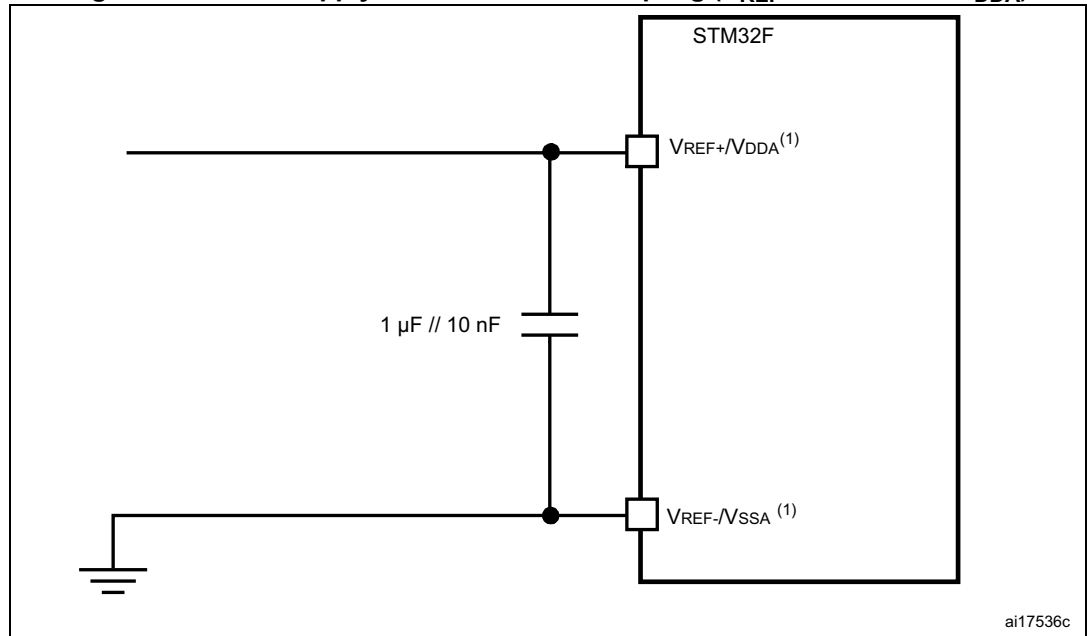 STM32F
VREF+/VDDA(1)
1 µF // 10 nF
VREF-/VSSA (1)
ai17536c